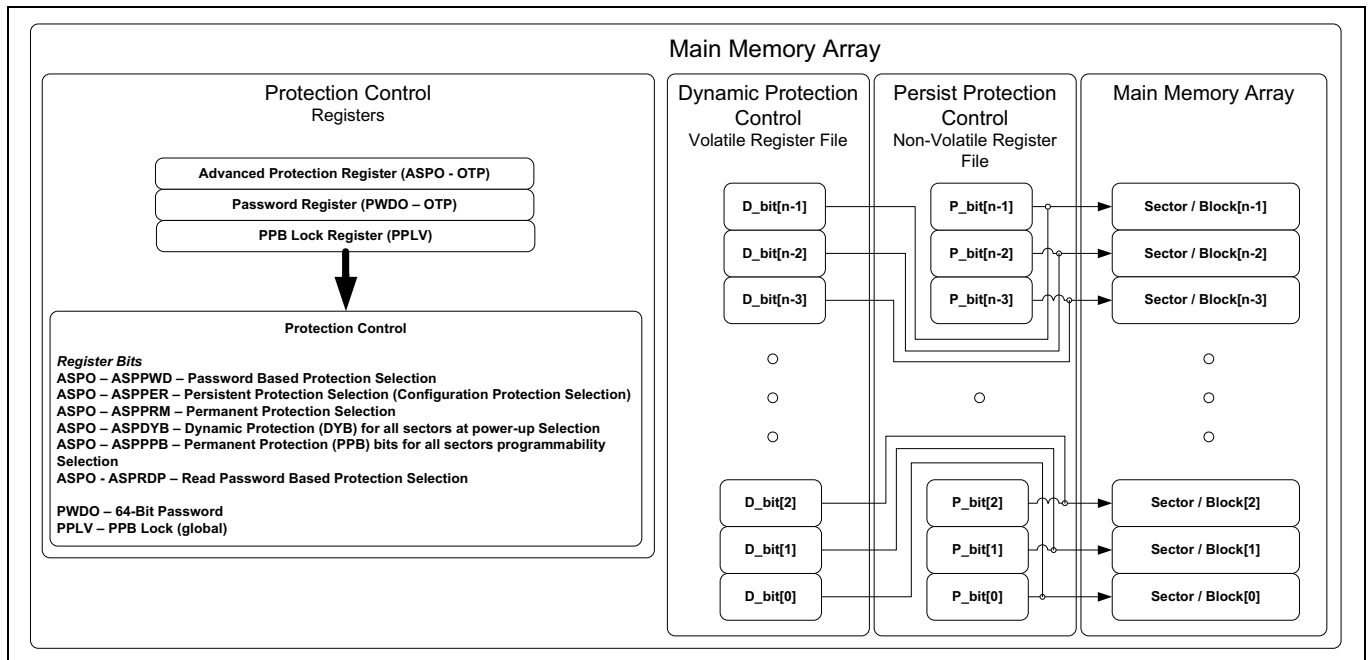 Main Memory Array
Protection Control
Registers
Advanced Protection Register (ASPO - OTP)
Password Register (PWDO – OTP)
PPB Lock Register (PPLV)
Protection Control
Register Bits
ASPO – ASPPWD – Password Based Protection Selection
ASPO – ASPPER – Persistent Protection Selection (Configuration Protection Selection)
ASPO – ASPPRM – Permanent Protection Selection
ASPO – ASPDYB – Dynamic Protection (DYB) for all sectors at power-up Selection
ASPO – ASPPPB – Permanent Protection (PPB) bits for all sectors programmability
Selection
ASPO - ASPRDP – Read Password Based Protection Selection
PWDO – 64-Bit Password
PPLV – PPB Lock (global)
Dynamic Protection
Control
Volatile Register File
D_bit[n-1]
D_bit[n-2]
D_bit[n-3]
D_bit[2]
D_bit[1]
D_bit[0]
Persist Protection
Control
Non-Volatile Register
File
P_bit[n-1]
P_bit[n-2]
P_bit[n-3]
P_bit[2]
P_bit[1]
P_bit[0]
Main Memory Array
Sector / Block[n-1]
Sector / Block[n-2]
Sector / Block[n-3]
Sector / Block[2]
Sector / Block[1]
Sector / Block[0]